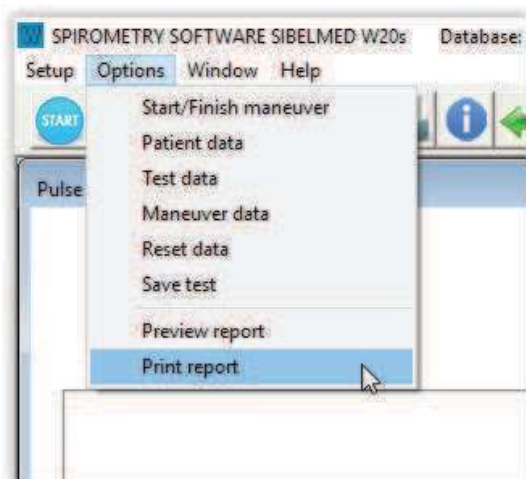 W SPIROMETRY SOFTWARE SIBELMED W20s Database:
Setup Options Window Help
START
i
Start/Finish maneuver
Patient data
Test data
Maneuver data
Reset data
Save test
Preview report
Print report
Pulse